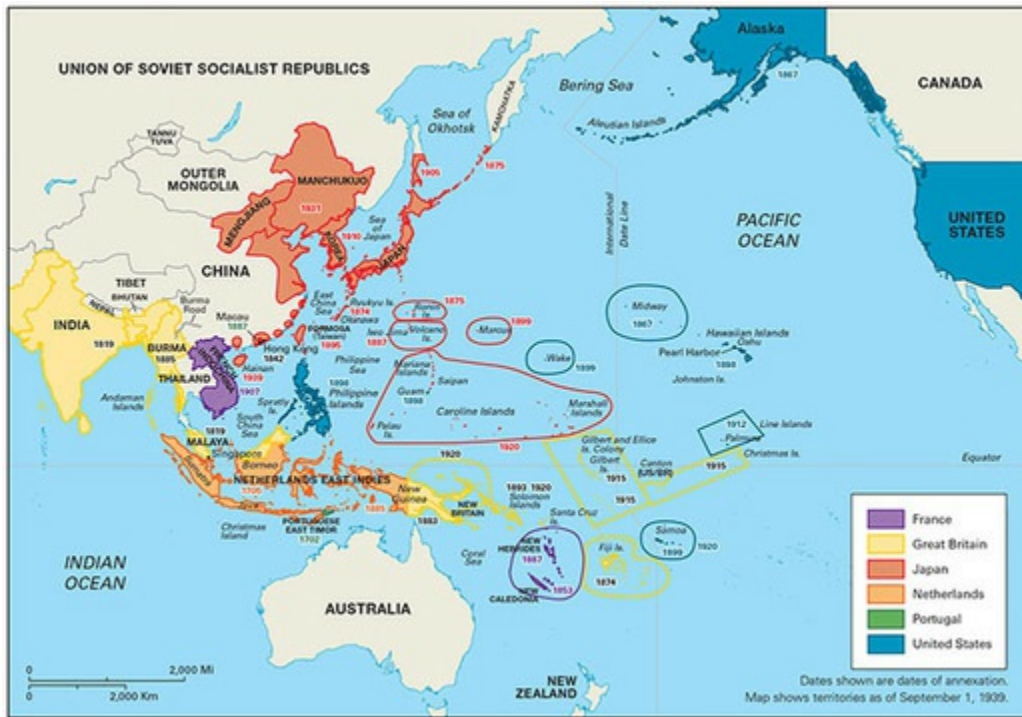 Alaska
UNION OF SOVIET SOCIALIST REPUBLICS
Bering Sea
1867
CANADA
Sea of
Okhotsk
KAMCHATKA
Aleutian Islands
TANNU
TUVA
OUTER
MONGOLIA
MANCHUKUO
1931
MENGJIANG
1905
1875
Sea of
Japan
1910
KOREA
JAPAN
International
Date Line
PACIFIC
OCEAN
UNITED
STATES
CHINA
TIBET
BHUTAN
NEPAL
Burma
Road
INDIA
1819
BURMA
1885
Macau
1887
Hong Kong
1842
East
China
Sea
Ryukyu Is.
1874
Okinawa
FORMOSA
(Taiwan)
1895
Bonin
Is.
1875
Iwo Jima
1887
Volcano
Is.
Marcus
1899
Midway
1867
Hawaiian Islands
Oahu
Pearl Harbor
1898
Johnston Is.
Wake
1899
FRENCH
INDOCHINA
1907
Hainan
1939
THAILAND
Andaman
Islands
Philippine
Sea
1898
Philippine
Islands
Spratly Is.
South
China Sea
Mariana
Islands
Saipan
Guam
1898
Caroline Islands
Marshall
Islands
Palau
Is.
1920
1819
MALAYA
Singapore
Sumatra
Borneo
NETHERLANDS EAST INDIES
Java
1885
PORTUGUESE
EAST TIMOR
1702
Christmas
Island
1920
New
Guinea
1883
NEW
BRITAIN
1893 1920
Solomon
Islands
Santa Cruz
Is.
Gilbert and Ellice
Is. Colony
Gilbert
Is.
1915
1915
Canton
(US/BR)
1915
1912
Palmyra
Line Islands
Christmas Is.
Equator
Coral
Sea
NEW
HEBRIDES
1887
NEW
CALEDONIA
1853
Fiji Is.
1874
Samoa
1899
1920
INDIAN
OCEAN
AUSTRALIA
NEW
ZEALAND
France
Great Britain
Japan
Netherlands
Portugal
United States
0
2,000 Mi
0
2,000 Km
Dates shown are dates of annexation.
Map shows territories as of September 1, 1939.